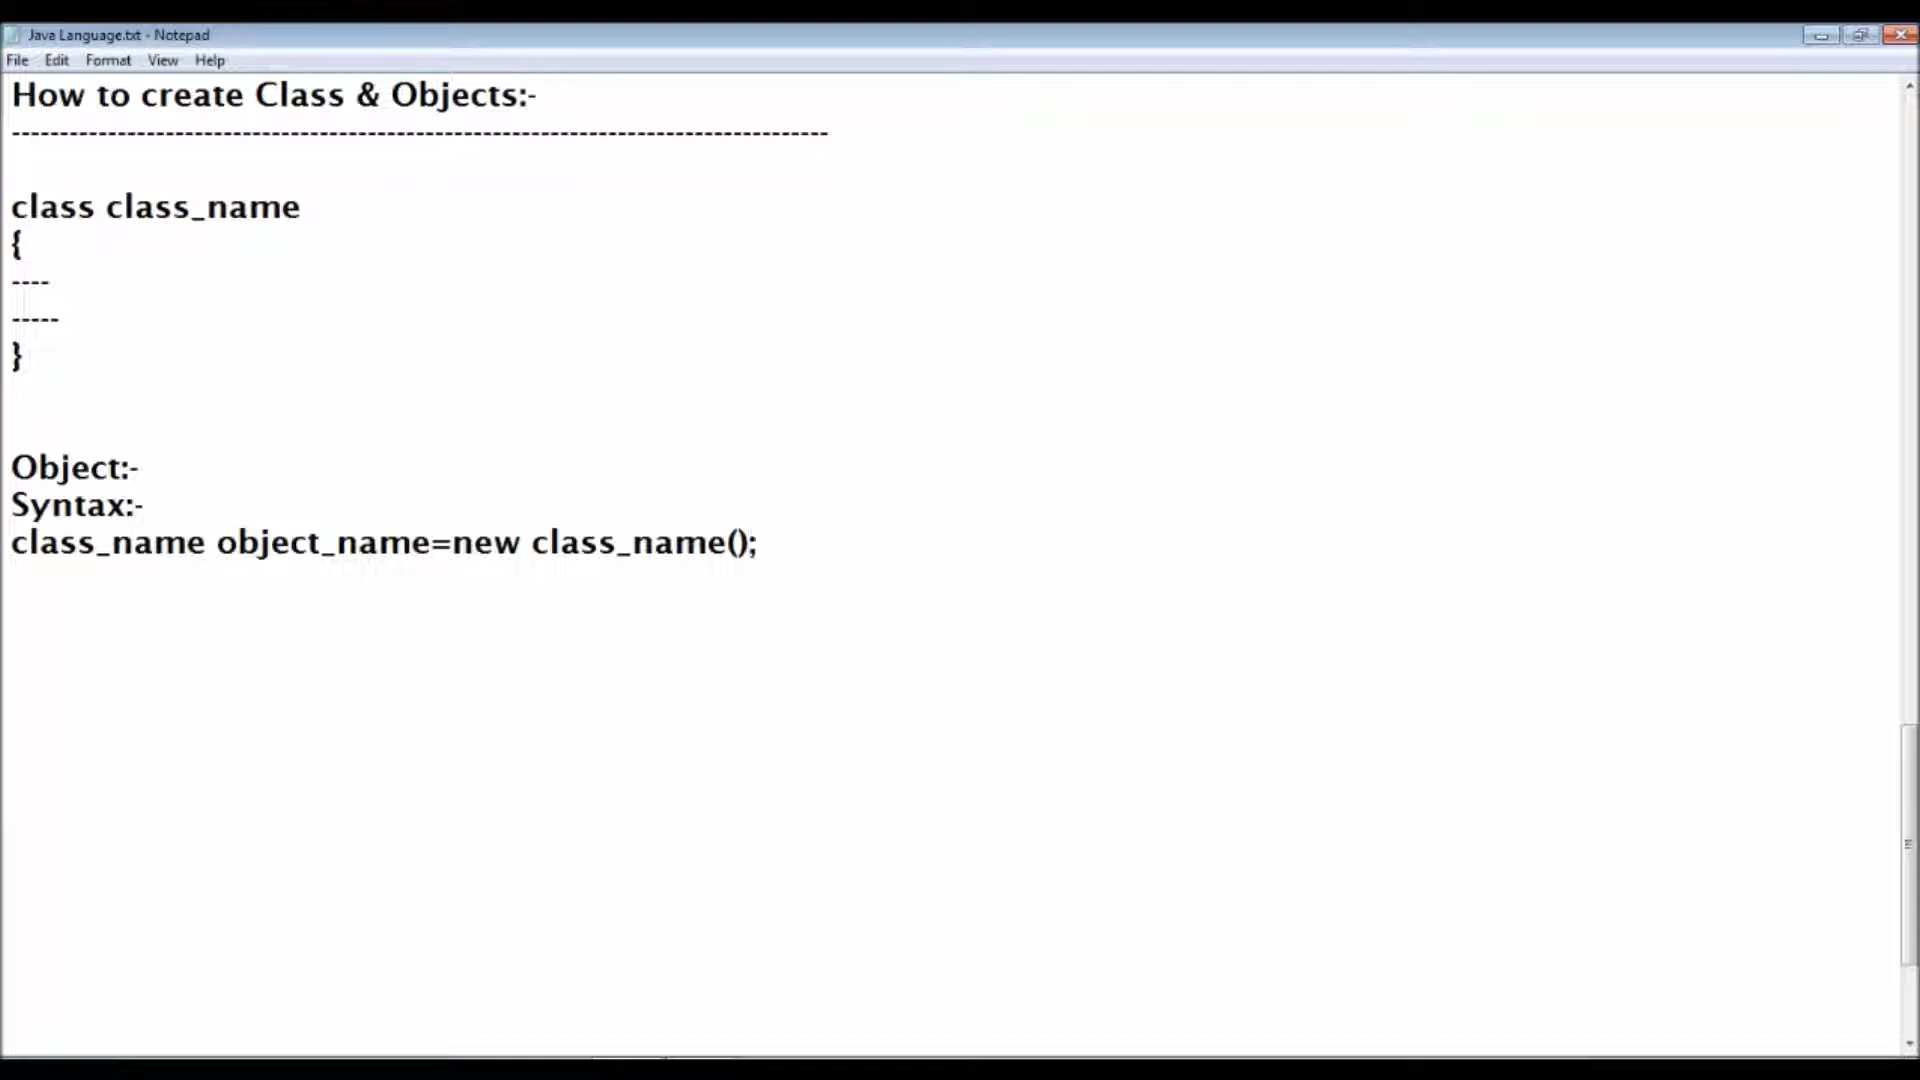 Java Language.txt - Notepad
File Edit Format View Help
How to create Class & Objects:-
-------------------------------------------------------------------------------------
class class_name
{
----
-----
}
Object:-
Syntax:-
class_name object_name=new class_name();